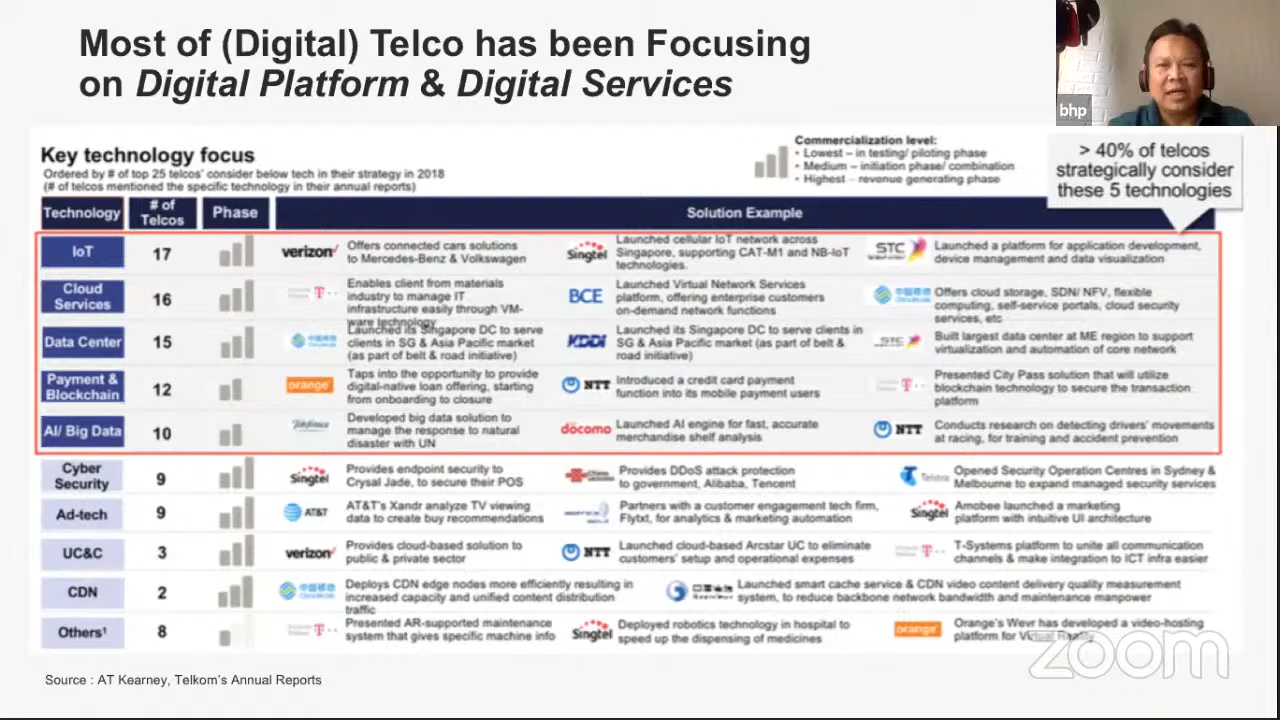 Most of (Digital) Telco has been Focusing
on Digital Platform & Digital Services
bhp
Key technology focus
Ordered by # of top 25 telcos' consider below tech in their strategy in 2018
(# of telcos mentioned the specific technology in their annual reports)
Commercialization level:
• Lowest – in testing/ piloting phase
• Medium – initiation phase/ combination
• Highest – revenue generating phase
> 40% of telcos
strategically consider
these 5 technologies
Technology
# of
Telcos
Phase
Solution Example
IoT
17
verizon
Offers connected cars solutions
to Mercedes-Benz & Volkswagen
Singtel
Launched cellular IoT network across
Singapore, supporting CAT-M1 and NB-IoT
technologies.
STC
Launched a platform for application development,
device management and data visualization
Cloud
Services
16
T
Enables client from materials
industry to manage IT
infrastructure easily through VM-
ware technology
BCE
Launched Virtual Network Services
platform, offering enterprise customers
on-demand network functions
中国移动
Offers cloud storage, SDN/ NFV, flexible
computing, self-service portals, cloud security
services, etc
Data Center
15
中国移动
Launched its Singapore DC to serve
clients in SG & Asia Pacific market
(as part of belt & road initiative)
KDDI
Launched its Singapore DC to serve clients in
SG & Asia Pacific market (as part of belt &
road initiative)
STC
Built largest data center at ME region to support
virtualization and automation of core network
Payment &
Blockchain
12
orange
Taps into the opportunity to provide
digital-native loan offering, starting
from onboarding to closure
NTT
Introduced a credit card payment
function into its mobile payment users
T
Presented City Pass solution that will utilize
blockchain technology to secure the transaction
platform
AI/ Big Data
10
Telefonica
Developed big data solution to
manage the response to natural
disaster with UN
docomo
Launched AI engine for fast, accurate
merchandise shelf analysis
NTT
Conducts research on detecting drivers' movements
at racing, for training and accident prevention
Cyber
Security
9
Singtel
Provides endpoint security to
Crysal Jade, to secure their POS
Provides DDoS attack protection
to government, Alibaba, Tencent
Telstra
Opened Security Operation Centres in Sydney &
Melbourne to expand managed security services
Ad-tech
9
AT&T
AT&T's Xandr analyze TV viewing
data to create buy recommendations
Partners with a customer engagement tech firm,
Flytxt, for analytics & marketing automation
Singtel
Amobee launched a marketing
platform with intuitive UI architecture
UC&C
3
verizon
Provides cloud-based solution to
public & private sector
NTT
Launched cloud-based Arcstar UC to eliminate
customers' setup and operational expenses
T
T-Systems platform to unite all communication
channels & make integration to ICT infra easier
CDN
2
中国移动
Deploys CDN edge nodes more efficiently resulting in
increased capacity and unified content distribution
traffic
Launched smart cache service & CDN video content delivery quality measurement
system, to reduce backbone network bandwidth and maintenance manpower
Others¹
8
T
Presented AR-supported maintenance
system that gives specific machine info
Singtel
Deployed robotics technology in hospital to
speed up the dispensing of medicines
orange
Orange's Wevr has developed a video-hosting
platform for Virtual Reality
zoom
Source : AT Kearney, Telkom's Annual Reports